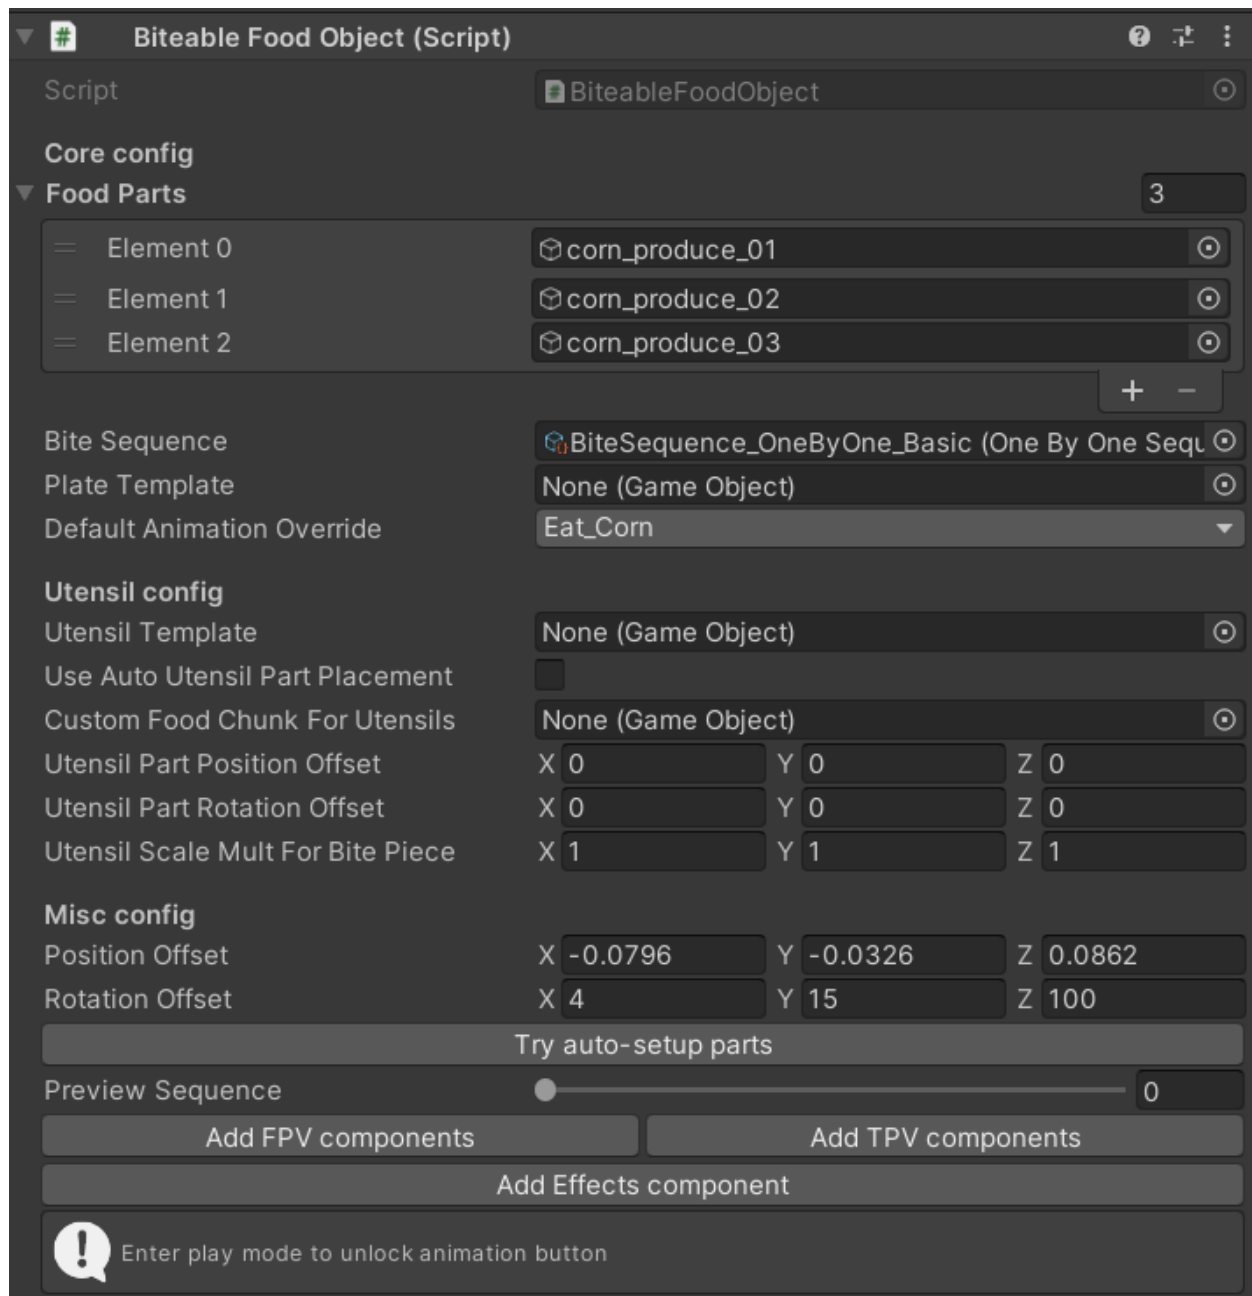 Biteable Food Object (Script)
Script BiteableFoodObject
Core config
Food Parts 3
Element 0 corn_produce_01
Element 1 corn_produce_02
Element 2 corn_produce_03
Bite Sequence BiteSequence_OneByOne_Basic (One By One Sequ
Plate Template None (Game Object)
Default Animation Override Eat_Corn
Utensil config
Utensil Template None (Game Object)
Use Auto Utensil Part Placement
Custom Food Chunk For Utensils None (Game Object)
Utensil Part Position Offset X 0 Y 0 Z 0
Utensil Part Rotation Offset X 0 Y 0 Z 0
Utensil Scale Mult For Bite Piece X 1 Y 1 Z 1
Misc config
Position Offset X -0.0796 Y -0.0326 Z 0.0862
Rotation Offset X 4 Y 15 Z 100
Try auto-setup parts
Preview Sequence 0
Add FPV components Add TPV components
Add Effects component
Enter play mode to unlock animation button